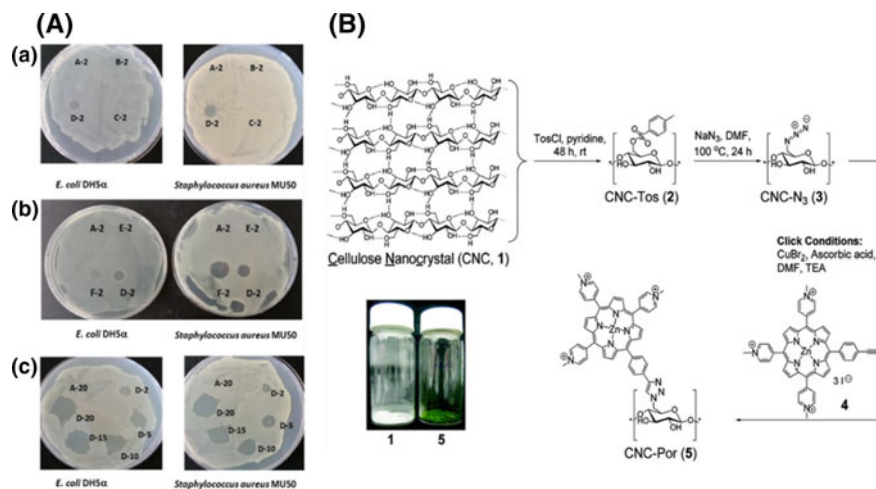 (A)
(a)
A-2 B-2
D-2 C-2
A-2 B-2
D-2 C-2
E. coli DH5α
Staphylococcus aureus MU50
(b)
A-2 E-2
F-2 D-2
A-2 E-2
F-2 D-2
E. coli DH5α
Staphylococcus aureus MU50
(c)
A-20 D-2
D-20 D-5
D-15 D-10
A-20 D-2
D-20 D-5
D-15 D-10
E. coli DH5α
Staphylococcus aureus MU50
(B)
Cellulose Nanocrystal (CNC, 1)
TosCl, pyridine,
48 h, rt
CNC-Tos (2)
NaN3, DMF,
100 °C, 24 h
CNC-N3 (3)
Click Conditions:
CuBr2, Ascorbic acid,
DMF, TEA
3 I⊖
4
CNC-Por (5)
1 5